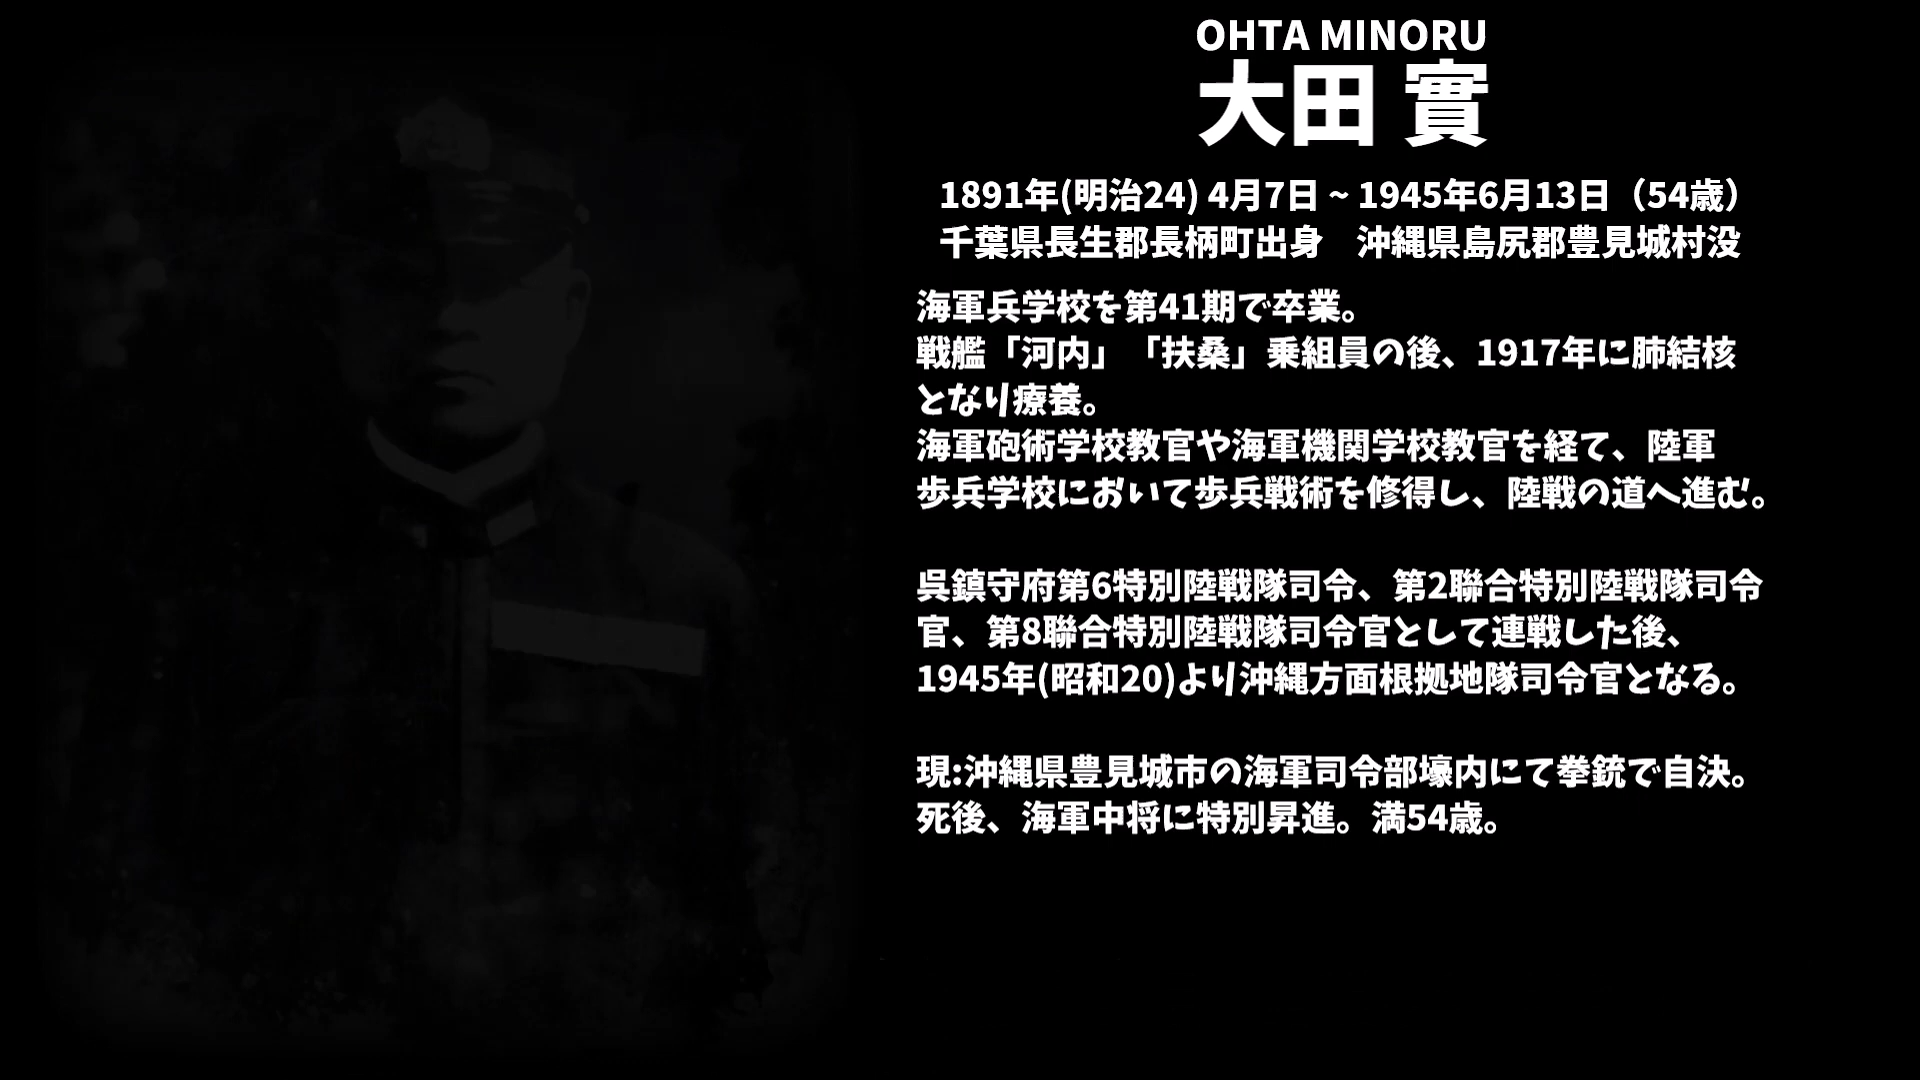 OHTA MINORU
大田 實
1891年(明治24) 4月7日 ~ 1945年6月13日（54歳）
千葉県長生郡長柄町出身　沖縄県島尻郡豊見城村没
海軍兵学校を第41期で卒業。
戦艦「河内」「扶桑」乗組員の後、1917年に肺結核
となり療養。
海軍砲術学校教官や海軍機関学校教官を経て、陸軍
歩兵学校において歩兵戦術を修得し、陸戦の道へ進む。
呉鎮守府第6特別陸戦隊司令、第2聯合特別陸戦隊司令
官、第8聯合特別陸戦隊司令官として連戦した後、
1945年(昭和20)より沖縄方面根拠地隊司令官となる。
現:沖縄県豊見城市の海軍司令部壕内にて拳銃で自決。
死後、海軍中将に特別昇進。満54歳。